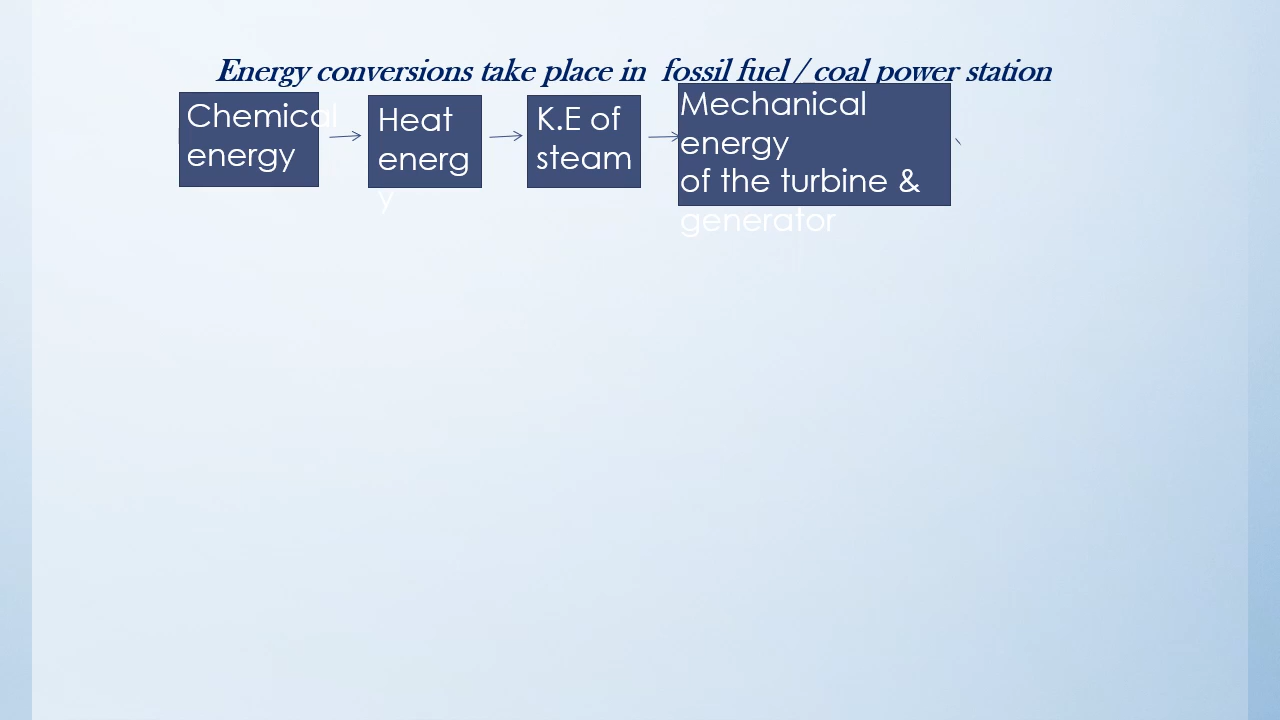 Energy conversions take place in  fossil fuel / coal power station
Chemical
energy
Heat
energ
y
K.E of
steam
Mechanical
energy
of the turbine &
generator